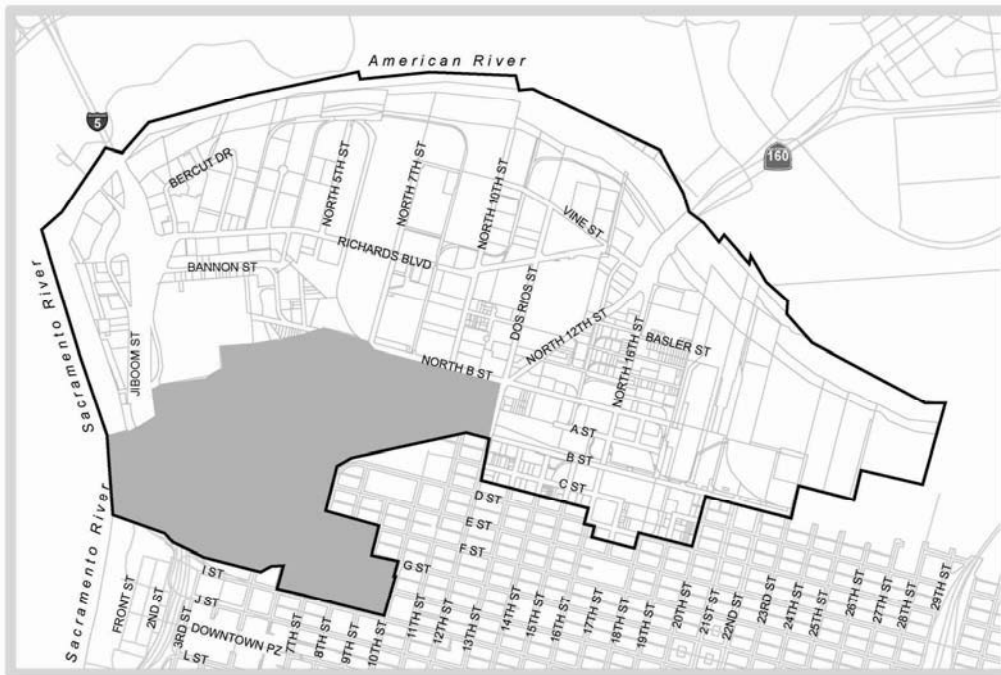 American River
5
160
BERCUT DR
NORTH 5TH ST
NORTH 7TH ST
NORTH 10TH ST
VINE ST
RICHARDS BLVD
BANNON ST
Sacramento River
JIBOOM ST
DOS RIOS ST
NORTH 12TH ST
NORTH 16TH ST
BASLER ST
NORTH B ST
A ST
B ST
C ST
D ST
E ST
F ST
G ST
Sacramento River
I ST
J ST
L ST
FRONT ST
2ND ST
3RD ST
DOWNTOWN PZ
7TH ST
8TH ST
9TH ST
10TH ST
11TH ST
12TH ST
13TH ST
14TH ST
15TH ST
16TH ST
17TH ST
18TH ST
19TH ST
20TH ST
21ST ST
22ND ST
23RD ST
24TH ST
25TH ST
26TH ST
27TH ST
28TH ST
29TH ST